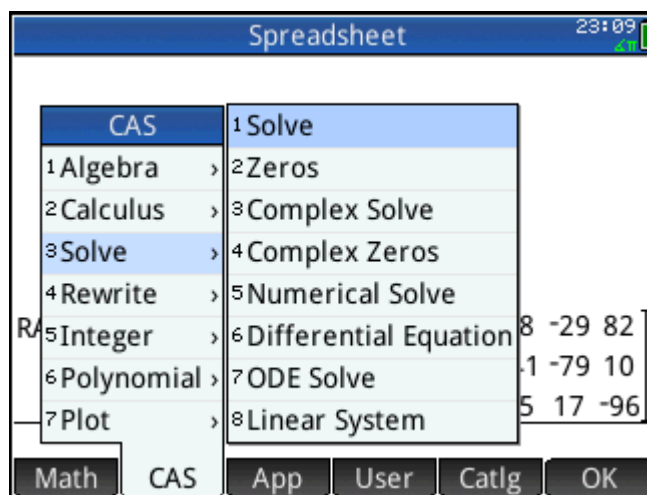 Spreadsheet
23:09
∡π
CAS
1 Algebra ›
2 Calculus ›
3 Solve ›
4 Rewrite ›
5 Integer ›
6 Polynomial ›
7 Plot ›
1 Solve
2 Zeros
3 Complex Solve
4 Complex Zeros
5 Numerical Solve
6 Differential Equation
7 ODE Solve
8 Linear System
8 -29 82
1 -79 10
5 17 -96
Math CAS App User Catlg OK